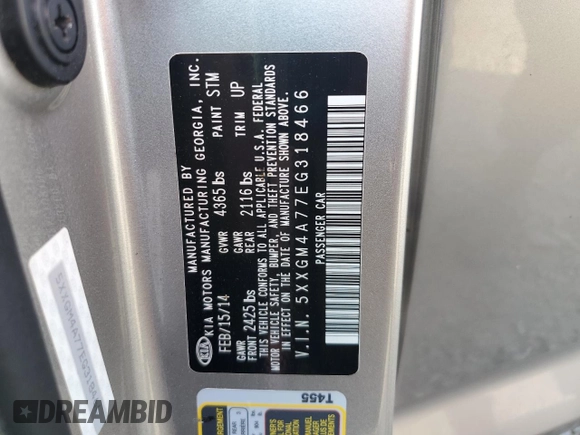 MANUFACTURED BY
KIA KIA MOTORS MANUFACTURING GEORGIA, INC.
FEB/15/14 GVWR 4365 lbs PAINT STM
GAWR FRONT 2425 lbs GAWR REAR 2116 lbs TRIM UP
THIS VEHICLE CONFORMS TO ALL APPLICABLE U.S.A. FEDERAL
MOTOR VEHICLE SAFETY, BUMPER, AND THEFT PREVENTION STANDARDS
IN EFFECT ON THE DATE OF MANUFACTURE SHOWN ABOVE.
V.I.N. 5XXGM4A77EG318466
PASSENGER CAR
T455
DREAMBID